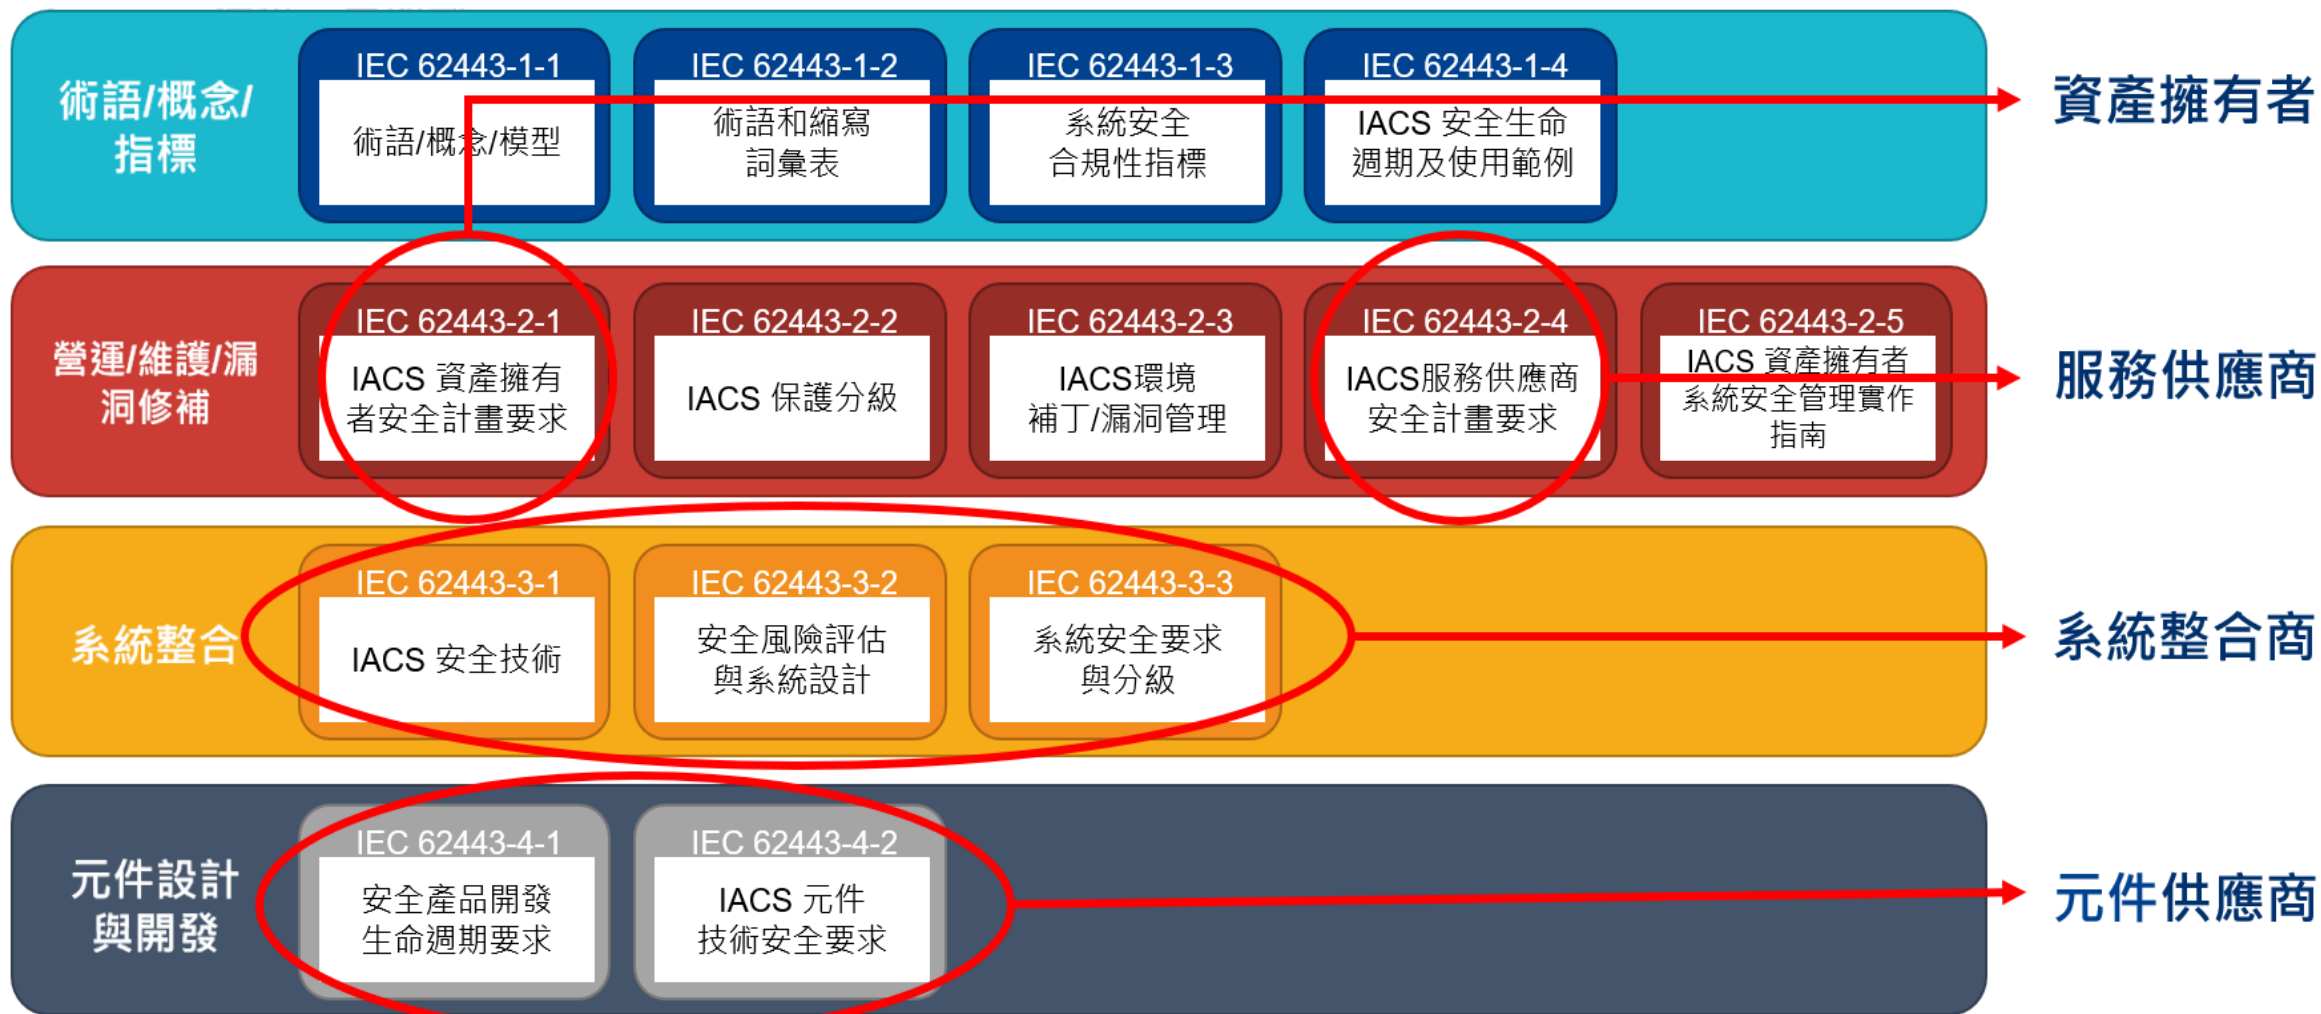 術語/概念/
指標
IEC 62443-1-1
術語/概念/模型
IEC 62443-1-2
術語和縮寫
詞彙表
IEC 62443-1-3
系統安全
合規性指標
IEC 62443-1-4
IACS 安全生命
週期及使用範例
資產擁有者
營運/維護/漏
洞修補
IEC 62443-2-1
IACS 資產擁有
者安全計畫要求
IEC 62443-2-2
IACS 保護分級
IEC 62443-2-3
IACS環境
補丁/漏洞管理
IEC 62443-2-4
IACS服務供應商
安全計畫要求
IEC 62443-2-5
IACS 資產擁有者
系統安全管理實作
指南
服務供應商
系統整合
IEC 62443-3-1
IACS 安全技術
IEC 62443-3-2
安全風險評估
與系統設計
IEC 62443-3-3
系統安全要求
與分級
系統整合商
元件設計
與開發
IEC 62443-4-1
安全產品開發
生命週期要求
IEC 62443-4-2
IACS 元件
技術安全要求
元件供應商